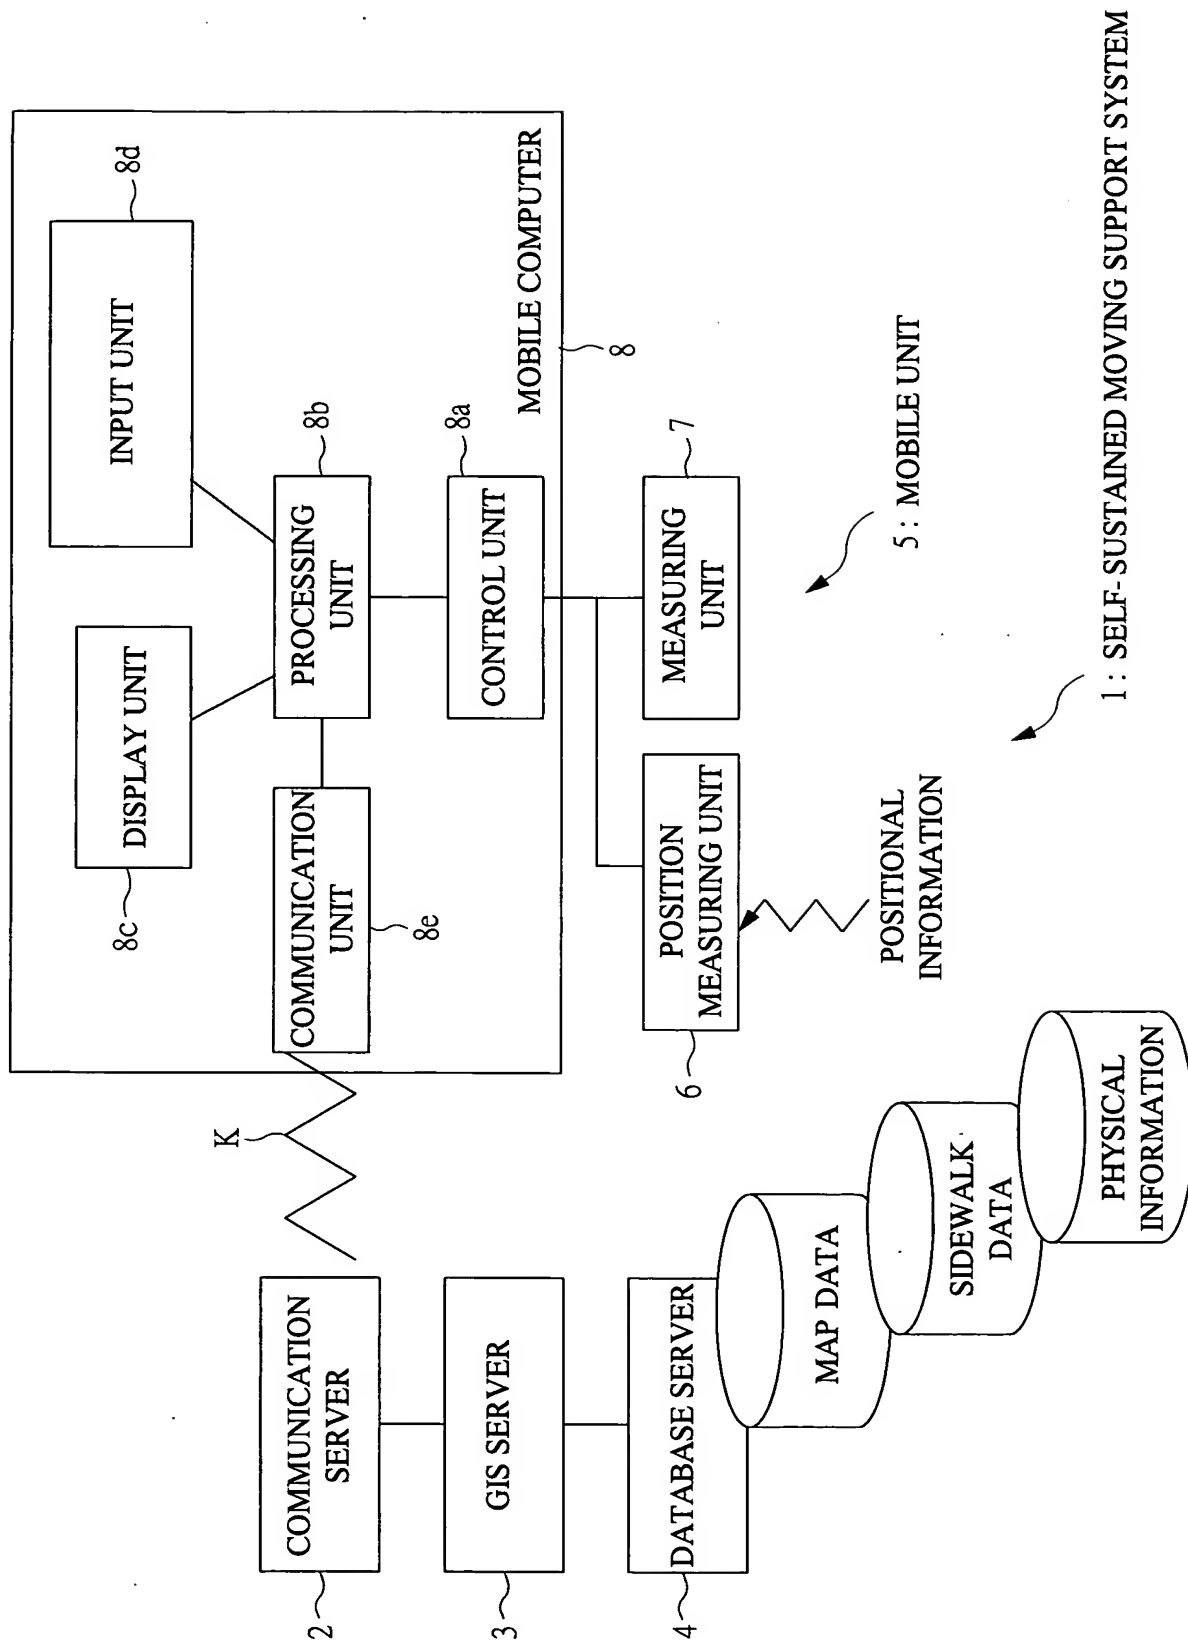 8d
INPUT UNIT
DISPLAY UNIT
8c
8b
PROCESSING
UNIT
COMMUNICATION
UNIT
8e
8a
CONTROL UNIT
MOBILE COMPUTER
8
K
7
MEASURING
UNIT
POSITION
MEASURING UNIT
6
5: MOBILE UNIT
POSITIONAL
INFORMATION
1: SELF-SUSTAINED MOVING SUPPORT SYSTEM
COMMUNICATION
SERVER
2
GIS SERVER
3
DATABASE SERVER
4
MAP DATA
SIDEWALK
DATA
PHYSICAL
INFORMATION